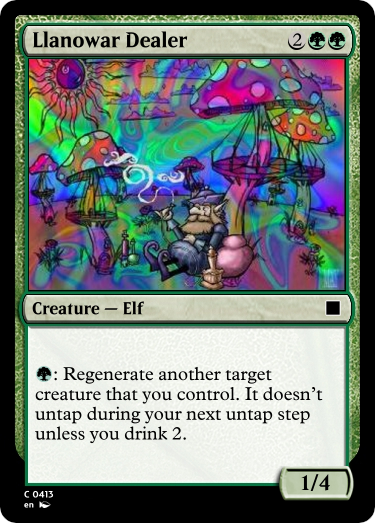 Llanowar Dealer 2
Creature — Elf
: Regenerate another target
creature that you control. It doesn't
untap during your next untap step
unless you drink 2.
1/4
C 0413
en